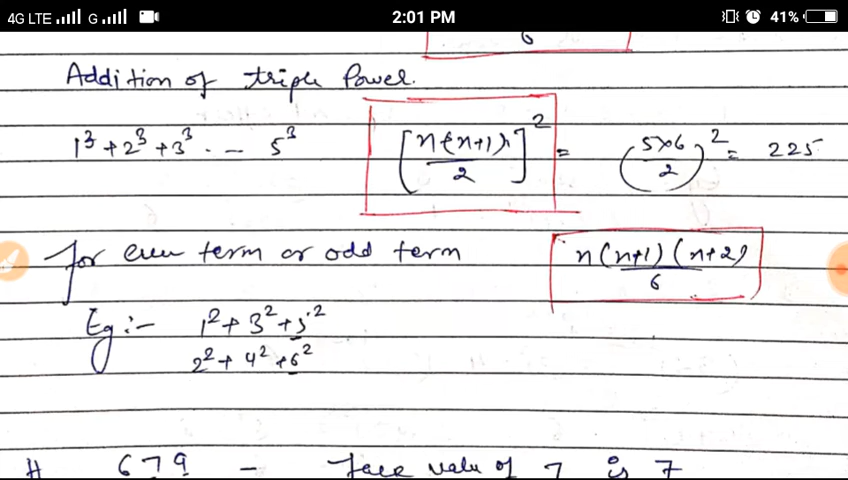 4G LTE G 2:01 PM 41%
6
Addition of triple Power.
1³ + 2³ + 3³ - - 5³ [n(n+1)/2]² = (5×6/2)² = 225
for even term or odd term n(n+1)(n+2)/6
Eg :- 1² + 3² + 5²
2² + 4² + 6²
# 679 - Face value of 7 is 7